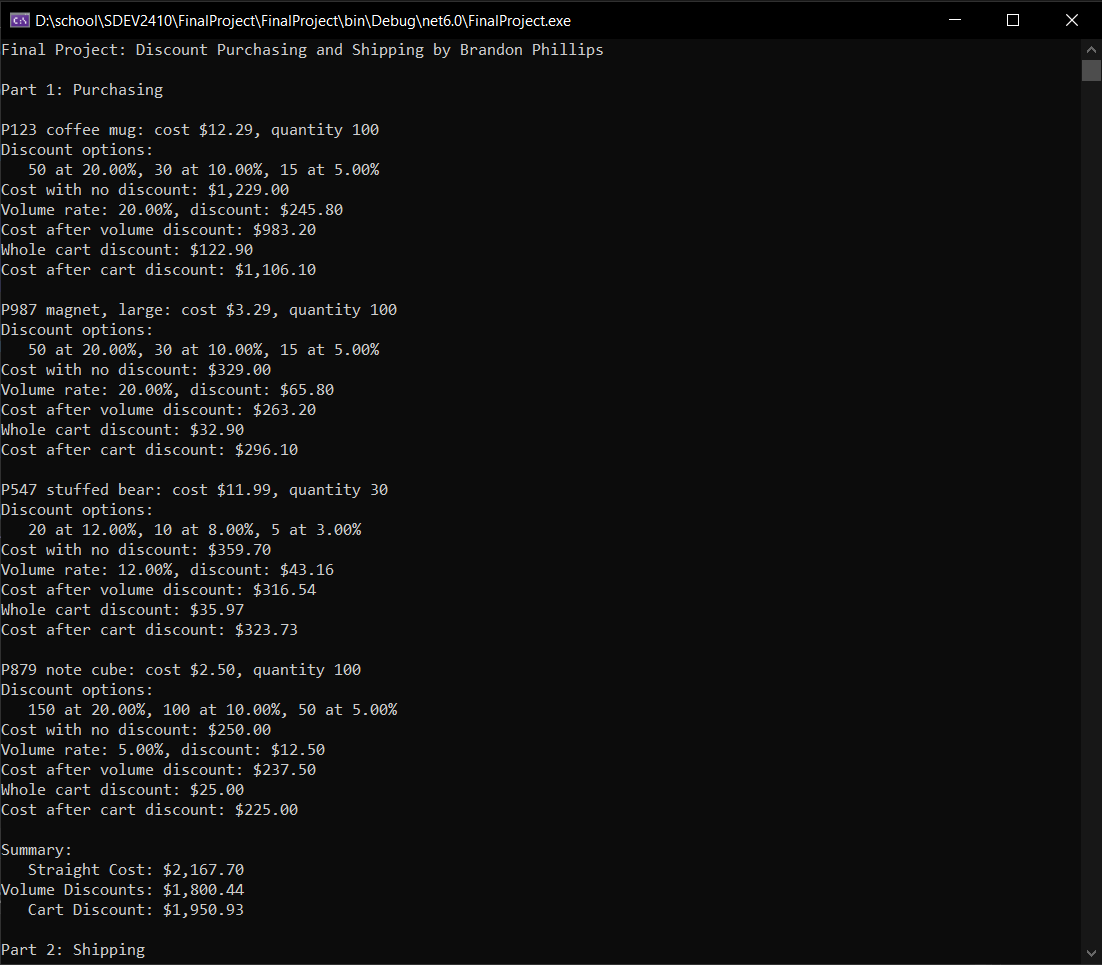 D:\school\SDEV2410\FinalProject\FinalProject\bin\Debug\net6.0\FinalProject.exe
Final Project: Discount Purchasing and Shipping by Brandon Phillips
Part 1: Purchasing
P123 coffee mug: cost $12.29, quantity 100
Discount options:
   50 at 20.00%, 30 at 10.00%, 15 at 5.00%
Cost with no discount: $1,229.00
Volume rate: 20.00%, discount: $245.80
Cost after volume discount: $983.20
Whole cart discount: $122.90
Cost after cart discount: $1,106.10
P987 magnet, large: cost $3.29, quantity 100
Discount options:
   50 at 20.00%, 30 at 10.00%, 15 at 5.00%
Cost with no discount: $329.00
Volume rate: 20.00%, discount: $65.80
Cost after volume discount: $263.20
Whole cart discount: $32.90
Cost after cart discount: $296.10
P547 stuffed bear: cost $11.99, quantity 30
Discount options:
   20 at 12.00%, 10 at 8.00%, 5 at 3.00%
Cost with no discount: $359.70
Volume rate: 12.00%, discount: $43.16
Cost after volume discount: $316.54
Whole cart discount: $35.97
Cost after cart discount: $323.73
P879 note cube: cost $2.50, quantity 100
Discount options:
   150 at 20.00%, 100 at 10.00%, 50 at 5.00%
Cost with no discount: $250.00
Volume rate: 5.00%, discount: $12.50
Cost after volume discount: $237.50
Whole cart discount: $25.00
Cost after cart discount: $225.00
Summary:
   Straight Cost: $2,167.70
Volume Discounts: $1,800.44
   Cart Discount: $1,950.93
Part 2: Shipping